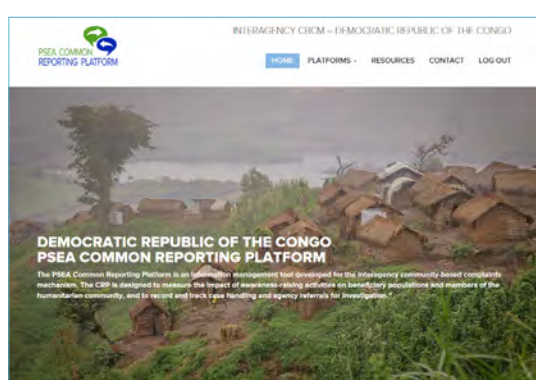 PSEA COMMON
REPORTING PLATFORM
INTERAGENCY CBCM – DEMOCRATIC REPUBLIC OF THE CONGO
HOME PLATFORMS RESOURCES CONTACT LOG OUT
DEMOCRATIC REPUBLIC OF THE CONGO
PSEA COMMON REPORTING PLATFORM
The PSEA Common Reporting Platform is an information management tool developed for the Interagency community-based complaints
mechanism. The CRP is designed to measure the impact of awareness-raising activities on beneficiary populations and members of the
humanitarian community, and to record and track case handling and agency referrals for investigation."